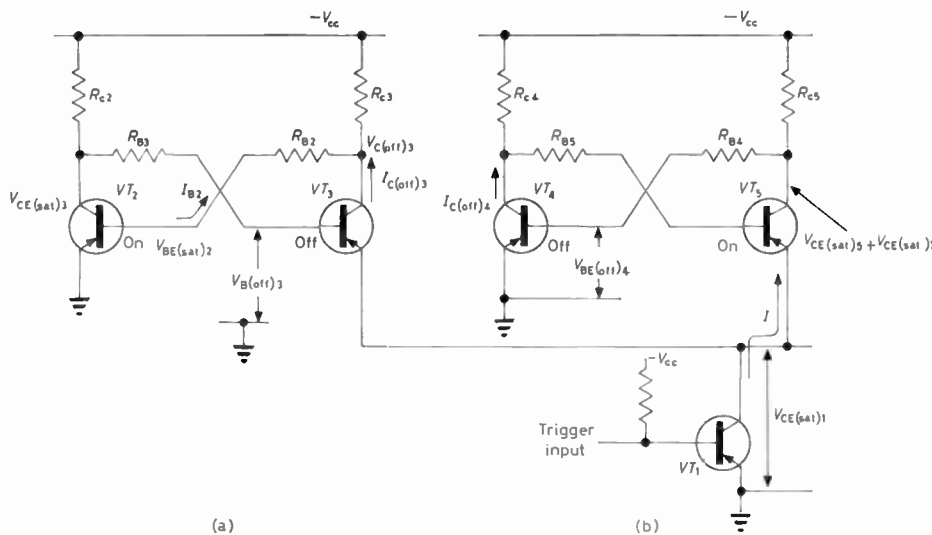 −Vcc
−Vcc
Rc2
Rc3
Rc4
Rc5
RB3
RB2
VC(off)3
RB5
RB4
IB2
IC(off)3
VCE(sat)3
VT2
VT3
IC(off)4
VT4
VT5
On
VBE(sat)2
Off
Off
On
VCE(sat)5 + VCE(sat)
VB(off)3
VBE(off)4
I
−Vcc
VCE(sat)1
Trigger
input
VT1
(a)
(b)